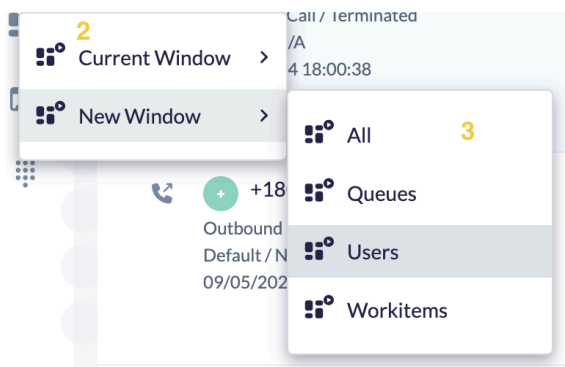 Call / Terminated
2
/A
Current Window
4 18:00:38
New Window
All
3
+18
Queues
Outbound
Default / N
Users
09/05/202
Workitems